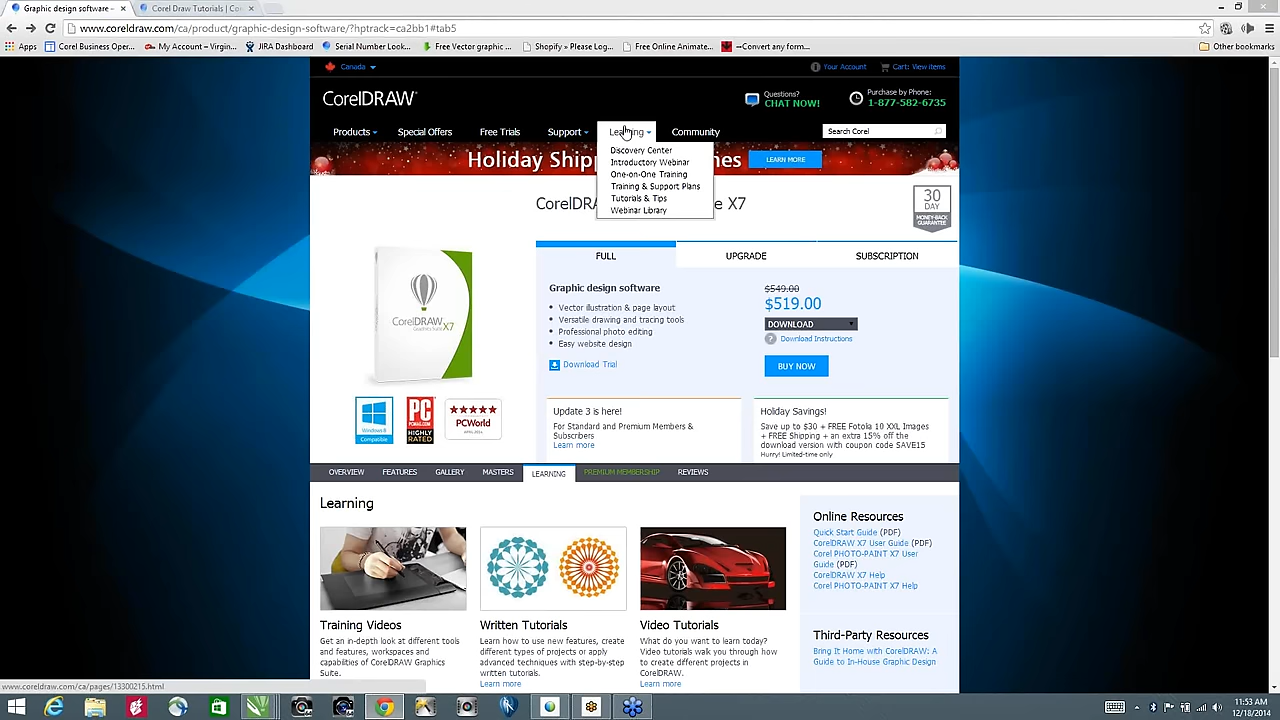 Graphic design software –
Corel Draw Tutorials | Co
www.coreldraw.com/ca/product/graphic-design-software/?hptrack=ca2bb1#tab5
Apps
Corel Business Oper...
My Account – Virgin...
JIRA Dashboard
Serial Number Look...
Free Vector graphic ...
Shopify » Please Log...
Free Online Animate...
--Convert any form...
Other bookmarks
Canada
Your Account
Cart: View items
CorelDRAW®
Questions?
CHAT NOW!
Purchase by Phone:
1-877-582-6735
Products
Special Offers
Free Trials
Support
Learning
Community
Search Corel
Holiday Ship
LEARN MORE
Discovery Center
Introductory Webinar
One-on-One Training
Training & Support Plans
Tutorials & Tips
Webinar Library
X7
30
DAY
MONEY-BACK
GUARANTEE
FULL
UPGRADE
SUBSCRIPTION
Graphic design software
Vector illustration & page layout
Versatile drawing and tracing tools
Professional photo editing
Easy website design
Download Trial
$549.00
$519.00
DOWNLOAD
Download Instructions
BUY NOW
CorelDRAW X7
Graphics Suite
Windows 8
Compatible
PC
PCMAG.COM
HIGHLY
RATED
PCWorld
APRIL 2014
Update 3 is here!
For Standard and Premium Members &
Subscribers
Learn more
Holiday Savings!
Save up to $30 + FREE Fotola 10 XXL Images
+ FREE Shipping + an extra 15% off the
download version with coupon code SAVE15
Hurry! Limited-time only
OVERVIEW
FEATURES
GALLERY
MASTERS
LEARNING
PREMIUM MEMBERSHIP
REVIEWS
Learning
Training Videos
Get an in-depth look at different tools
and features, workspaces and
capabilities of CorelDRAW Graphics
Suite.
Written Tutorials
Learn how to use new features, create
different types of projects or apply
advanced techniques with step-by-step
written tutorials.
Learn more
Video Tutorials
What do you want to learn today?
Video tutorials walk you through how
to create different projects in
CorelDRAW.
Learn more
Online Resources
Quick Start Guide (PDF)
CorelDRAW X7 User Guide (PDF)
Corel PHOTO-PAINT X7 User
Guide (PDF)
CorelDRAW X7 Help
Corel PHOTO-PAINT X7 Help
Third-Party Resources
Bring It Home with CorelDRAW: A
Guide to In-House Graphic Design
www.coreldraw.com/ca/pages/13300215.html
11:53 AM
12/18/2014